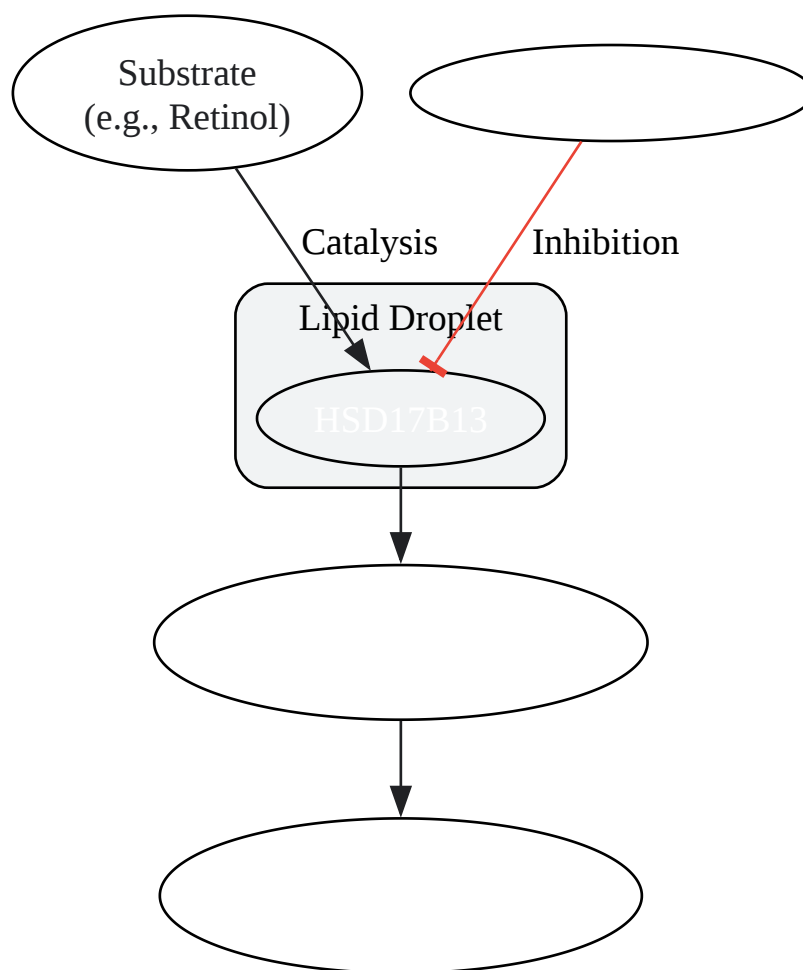 Substrate
(e.g., Retinol)
Catalysis
Inhibition
Lipid Droplet
HSD17B13